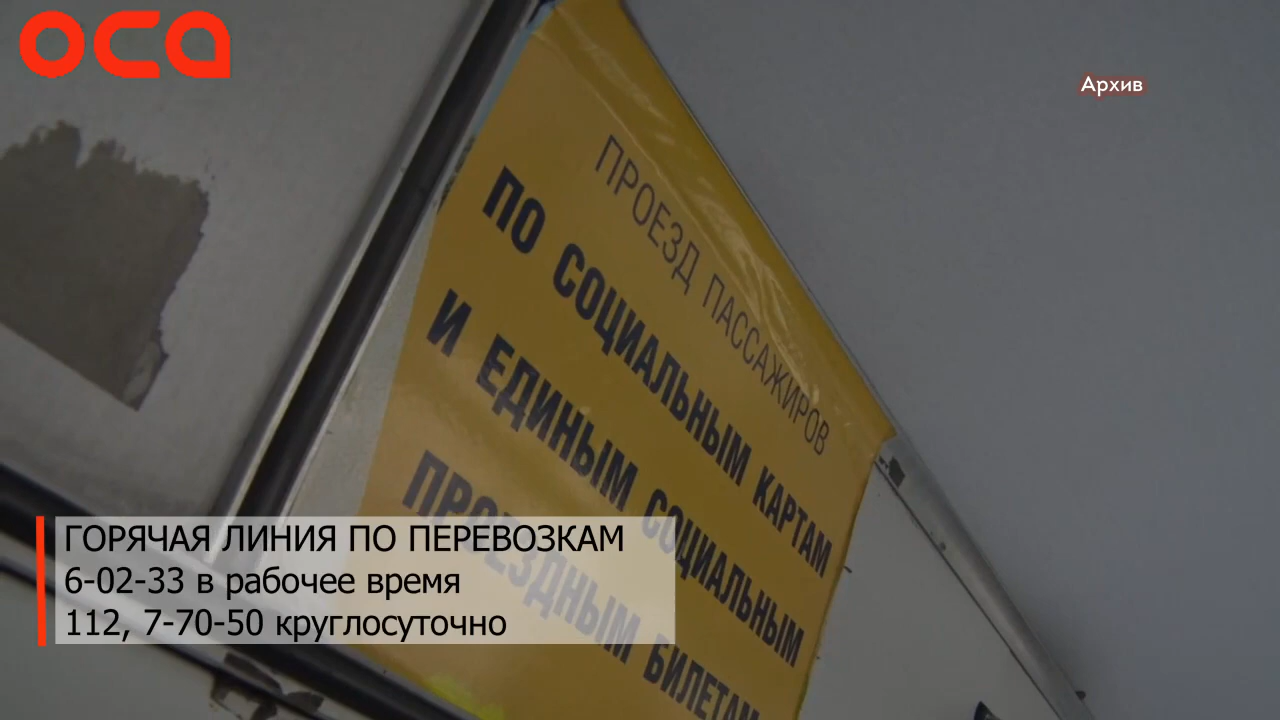 оса
Архив
ПРОЕЗД ПАССАЖИРОВ
ПО СОЦИАЛЬНЫМ КАРТАМ
И ЕДИНЫМ СОЦИАЛЬНЫМ
ПРОЕЗДНЫМ БИЛЕТАМ
ГОРЯЧАЯ ЛИНИЯ ПО ПЕРЕВОЗКАМ
6-02-33 в рабочее время
112, 7-70-50 круглосуточно